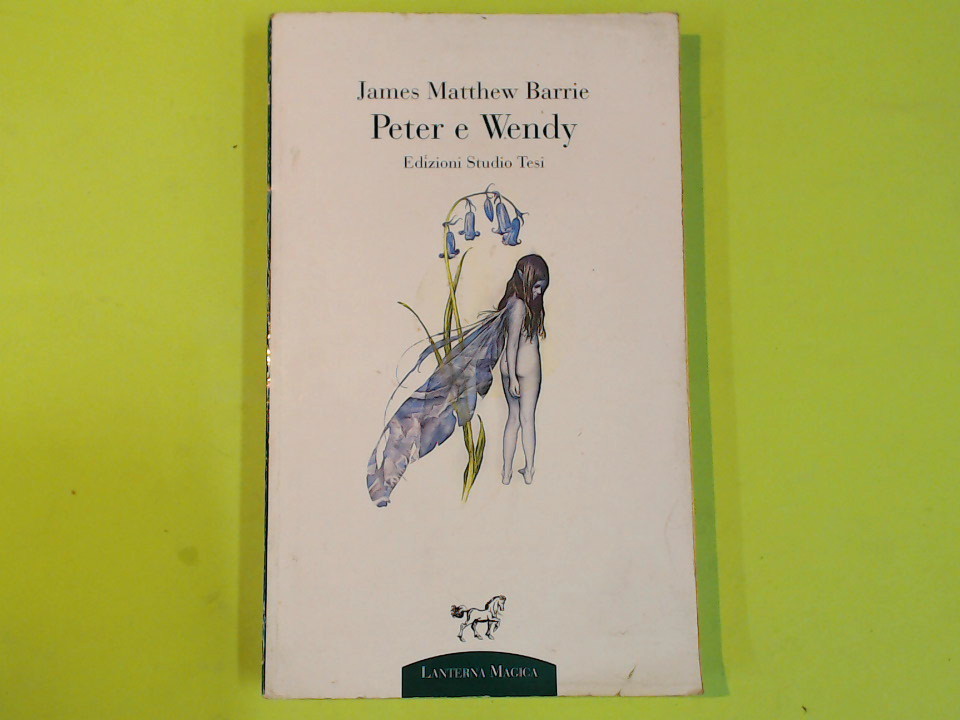 James Matthew Barrie
Peter e Wendy
Edizioni Studio Tesi
LANTERNA MAGICA